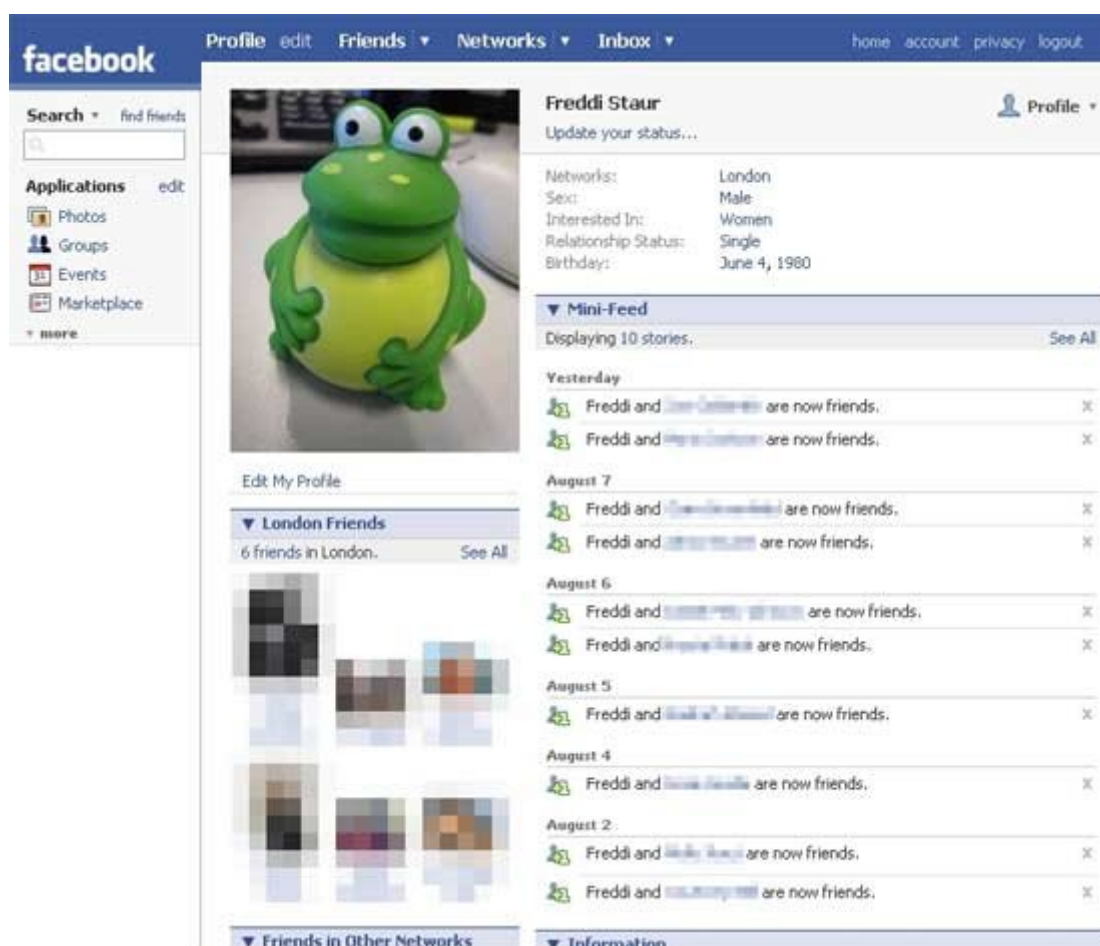 facebook
Profile edit Friends Networks Inbox home account privacy logout
Search find friends
Applications edit
Photos
Groups
31 Events
Marketplace
more
Edit My Profile
London Friends
6 friends in London. See All
Friends in Other Networks
Freddi Staur
Profile
Update your status...
Networks: London
Sex: Male
Interested In: Women
Relationship Status: Single
Birthday: June 4, 1980
Mini-Feed
Displaying 10 stories. See All
Yesterday
Freddi and are now friends.
Freddi and are now friends.
August 7
Freddi and are now friends.
Freddi and are now friends.
August 6
Freddi and are now friends.
Freddi and are now friends.
August 5
Freddi and are now friends.
August 4
Freddi and are now friends.
August 2
Freddi and are now friends.
Freddi and are now friends.
Information